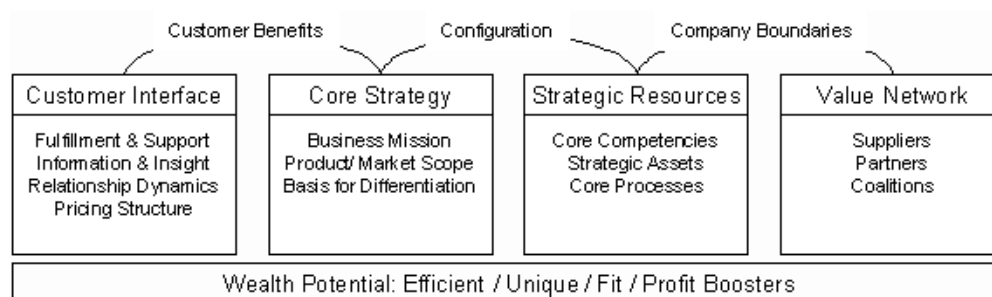 Customer Benefits
Configuration
Company Boundaries
Customer Interface
Fulfillment & Support
Information & Insight
Relationship Dynamics
Pricing Structure
Core Strategy
Business Mission
Product/ Market Scope
Basis for Differentiation
Strategic Resources
Core Competencies
Strategic Assets
Core Processes
Value Network
Suppliers
Partners
Coalitions
Wealth Potential: Efficient / Unique / Fit / Profit Boosters